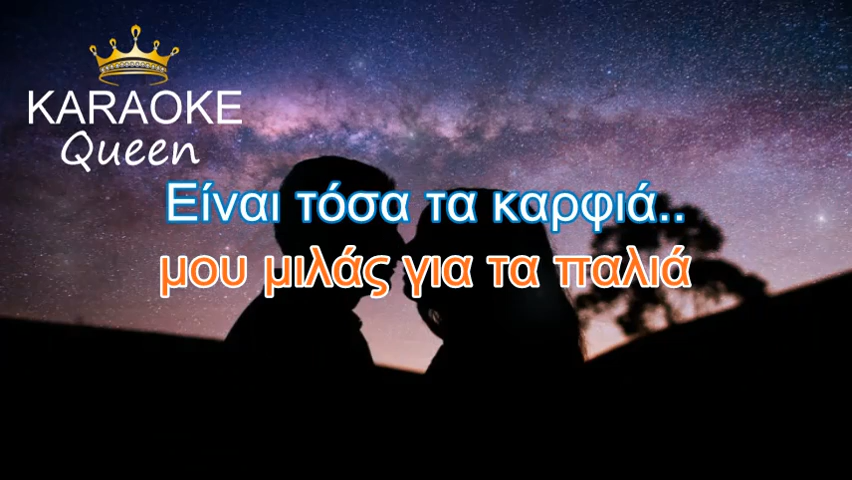 KARAOKE
Queen
Είναι τόσα τα καρφιά..
μου μιλάς για τα παλιά